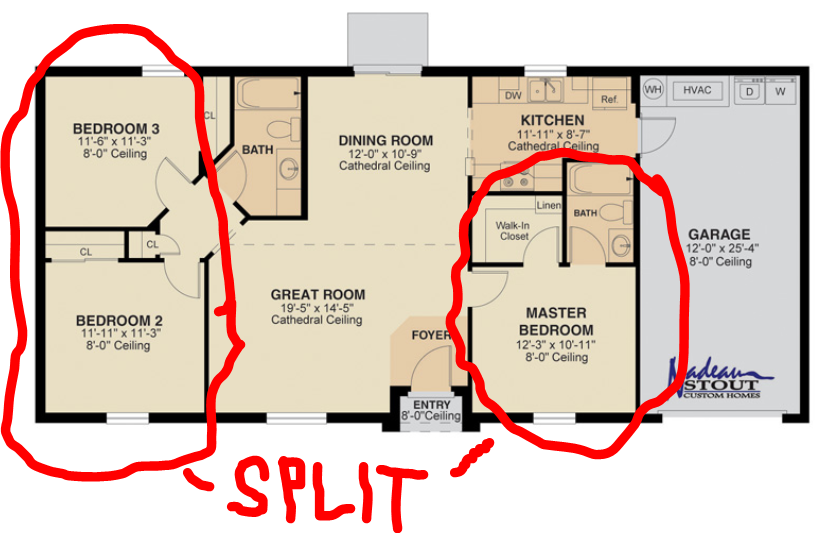 WH
HVAC
D
W
DW
Ref.
CL
BEDROOM 3
11'-6" x 11'-3"
8'-0" Ceiling
BATH
DINING ROOM
12'-0" x 10'-9"
Cathedral Ceiling
KITCHEN
11'-11" x 8'-7"
Cathedral Ceiling
Linen
Walk-In
Closet
BATH
GARAGE
12'-0" x 25'-4"
8'-0" Ceiling
CL
CL
BEDROOM 2
11'-11" x 11'-3"
8'-0" Ceiling
GREAT ROOM
19'-5" x 14'-5"
Cathedral Ceiling
FOYER
MASTER
BEDROOM
12'-3" x 10'-11"
8'-0" Ceiling
ENTRY
8'-0"Ceiling
Nadeau
STOUT
CUSTOM HOMES
SPLIT